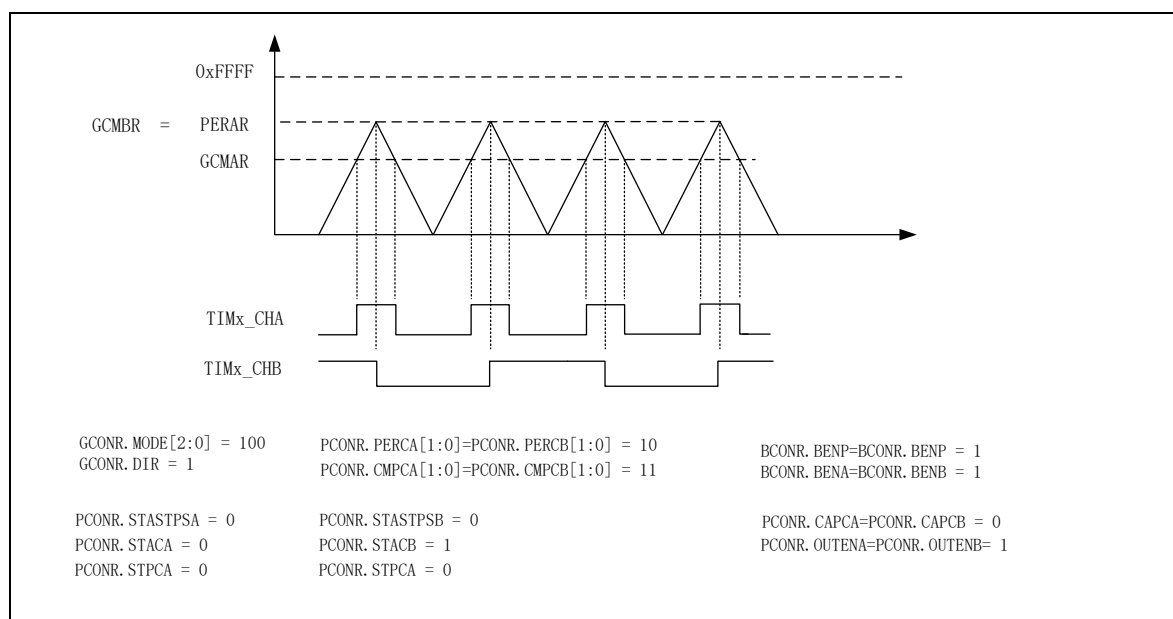 0xFFFF
GCMBR = PERAR
GCMAR
TIMx_CHA
TIMx_CHB
GCONR.MODE[2:0] = 100
GCONR.DIR = 1
PCONR.PERCA[1:0]=PCONR.PERCB[1:0] = 10
PCONR.CMPCA[1:0]=PCONR.CMPCB[1:0] = 11
BCONR.BENP=BCONR.BENP = 1
BCONR.BENA=BCONR.BENB = 1
PCONR.STASTPSA = 0
PCONR.STACA = 0
PCONR.STPCA = 0
PCONR.STASTPSB = 0
PCONR.STACB = 1
PCONR.STPCA = 0
PCONR.CAPCA=PCONR.CAPCB = 0
PCONR.OUTENA=PCONR.OUTENB= 1